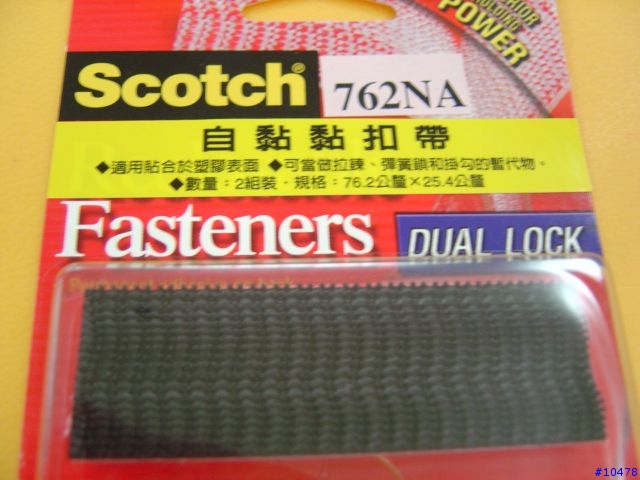 POWER
Scotch®
762NA
自黏黏扣帶
◆適用貼合於塑膠表面 ◆可當做拉鍊、彈簧鎖和掛勾的暫代物。
◆數量：2組裝．規格：76.2公釐×25.4公釐
Fasteners
DUAL LOCK
#10478